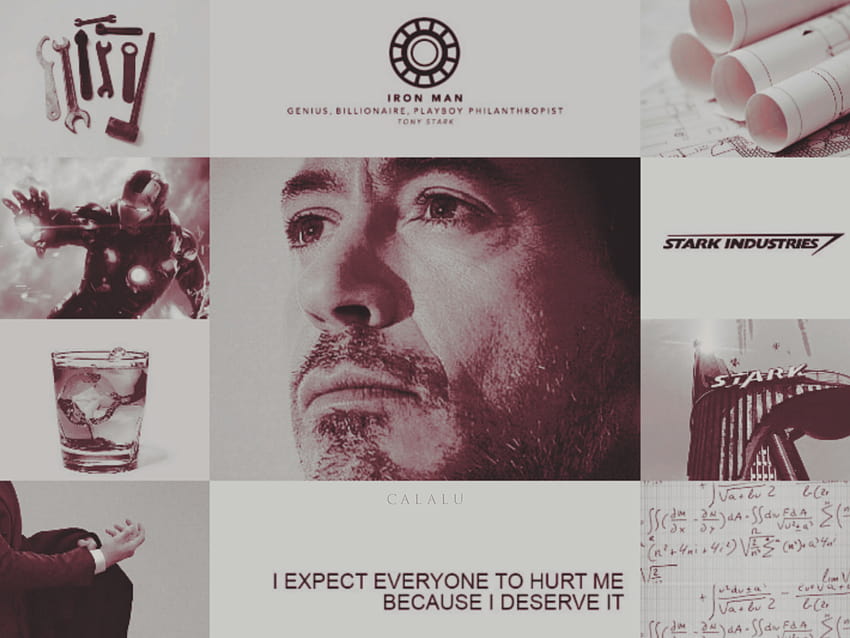 IRON MAN
GENIUS, BILLIONAIRE, PLAYBOY PHILANTHROPIST
TONY STARK
STARK INDUSTRIES
STARK
CALALU
I EXPECT EVERYONE TO HURT ME
BECAUSE I DESERVE IT